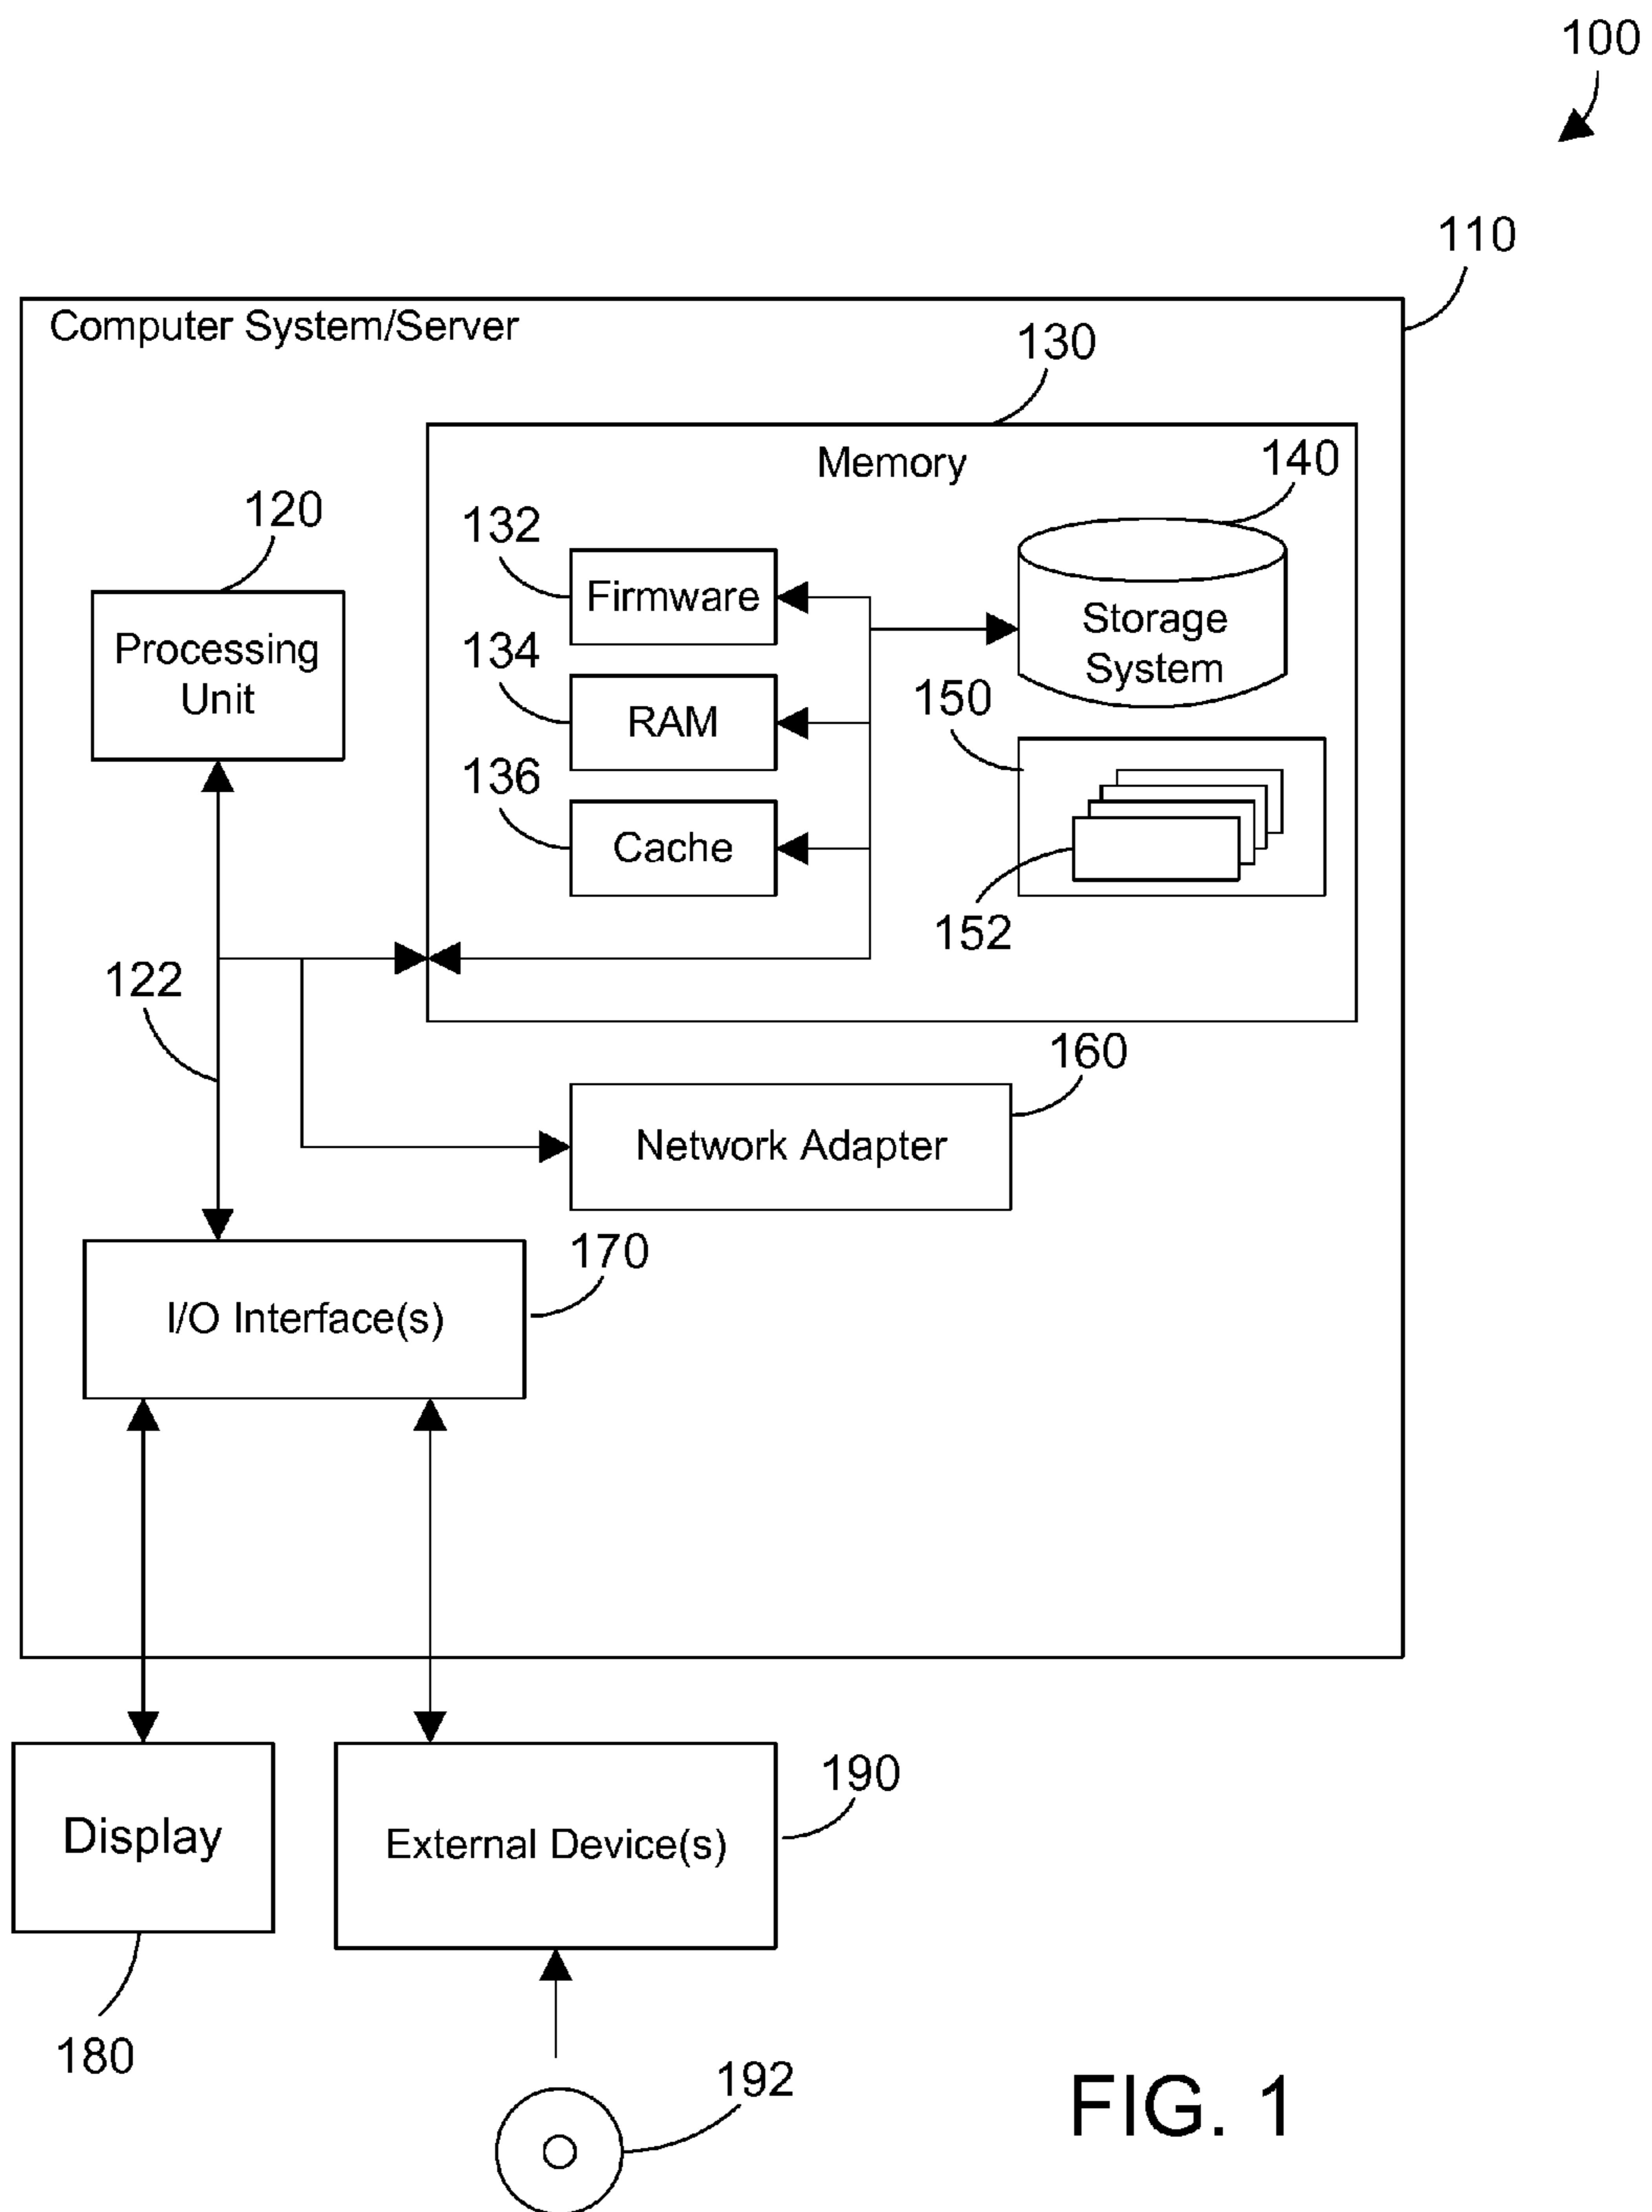 100
110
Computer System/Server
130
Memory
140
120
132
Firmware
Processing
Unit
134
Storage
System
RAM
150
136
Cache
152
122
160
Network Adapter
170
I/O Interface(s)
190
Display
External Device(s)
180
192
FIG. 1